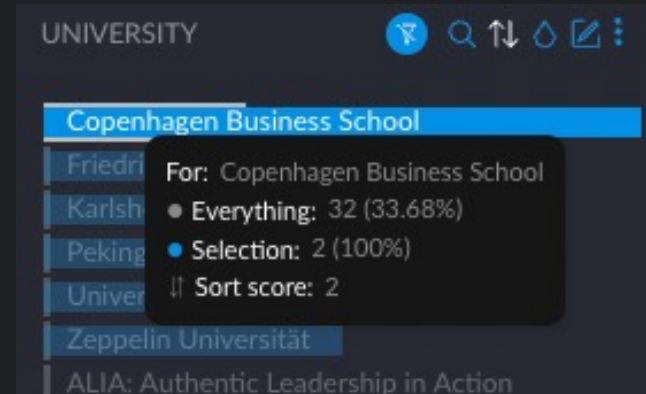 UNIVERSITY
Copenhagen Business School
For: Copenhagen Business School
Everything: 32 (33.68%)
Selection: 2 (100%)
Sort score: 2
Zeppelin Universität
ALIA: Authentic Leadership in Action